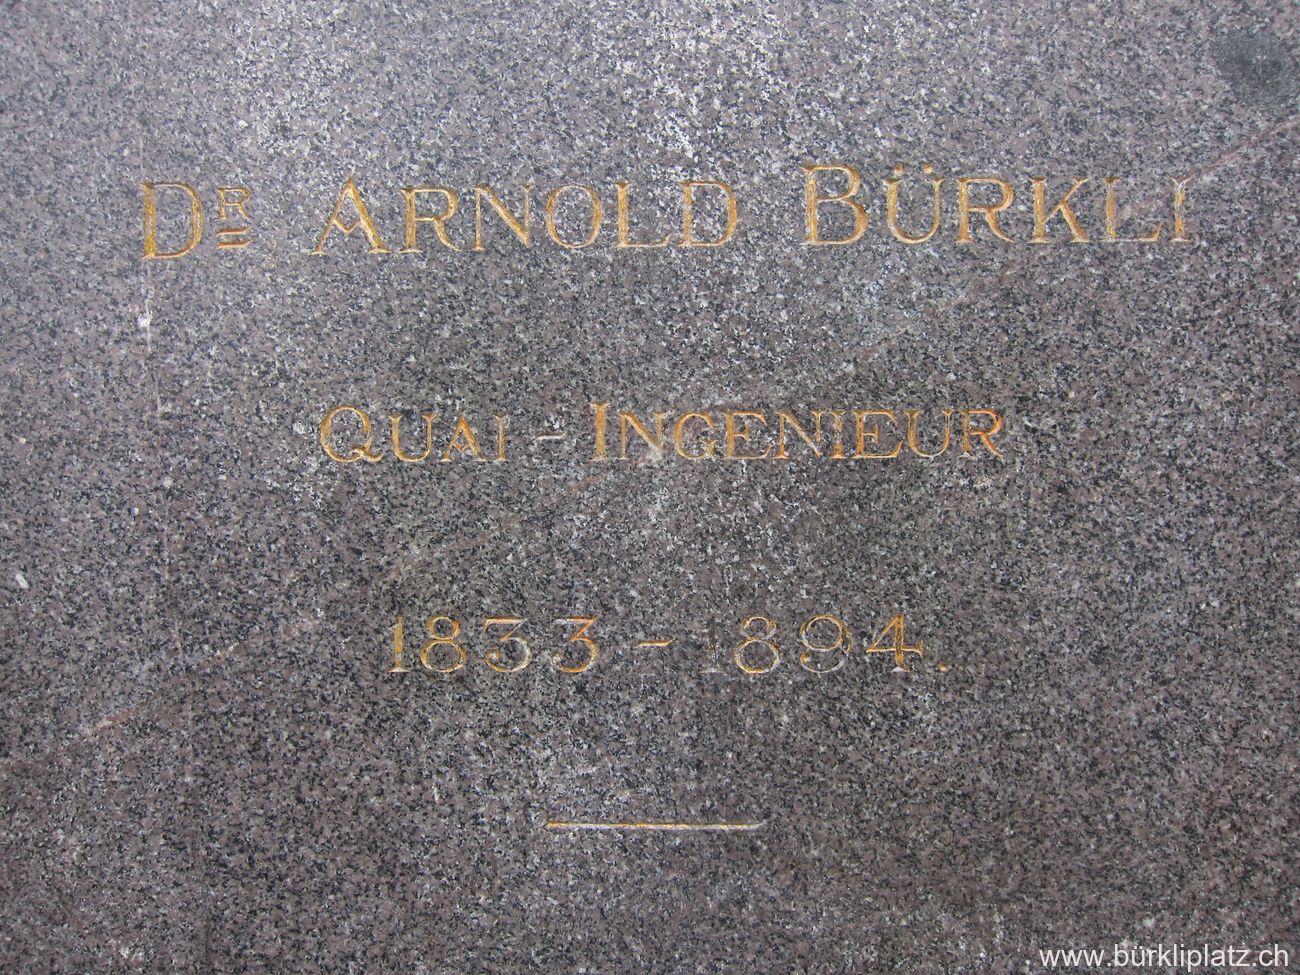 Dr Arnold Bürkli
Quai - Ingenieur
1833 - 1894.
www.bürkliplatz.ch